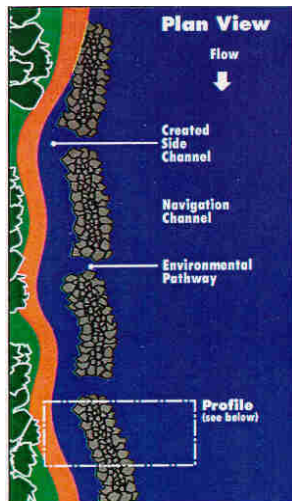 Plan View
Flow
Created
Side
Channel
Navigation
Channel
Environmental
Pathway
Profile
(see below)